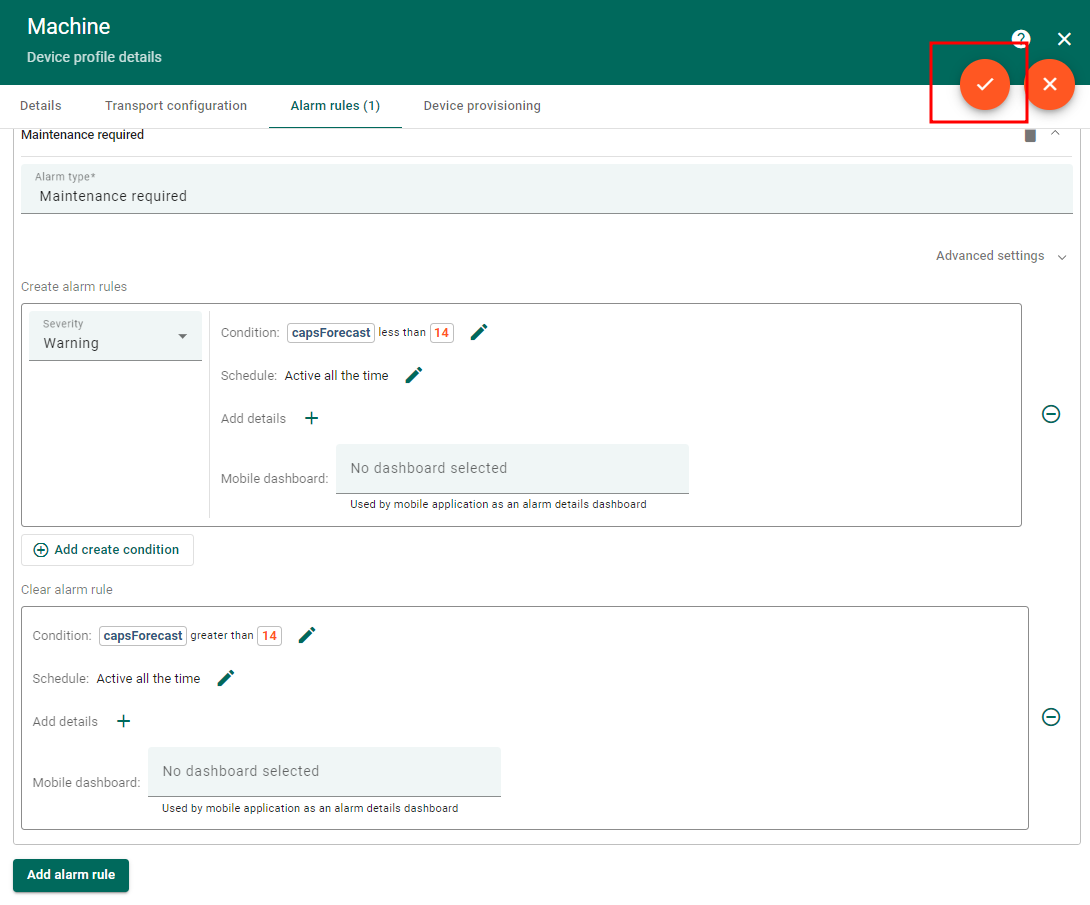 Machine
Device profile details
?
Details Transport configuration Alarm rules (1) Device provisioning
Maintenance required
Alarm type*
Maintenance required
Advanced settings
Create alarm rules
Severity
Warning
Condition: capsForecast less than 14
Schedule: Active all the time
Add details
Mobile dashboard: No dashboard selected
Used by mobile application as an alarm details dashboard
Add create condition
Clear alarm rule
Condition: capsForecast greater than 14
Schedule: Active all the time
Add details
Mobile dashboard: No dashboard selected
Used by mobile application as an alarm details dashboard
Add alarm rule